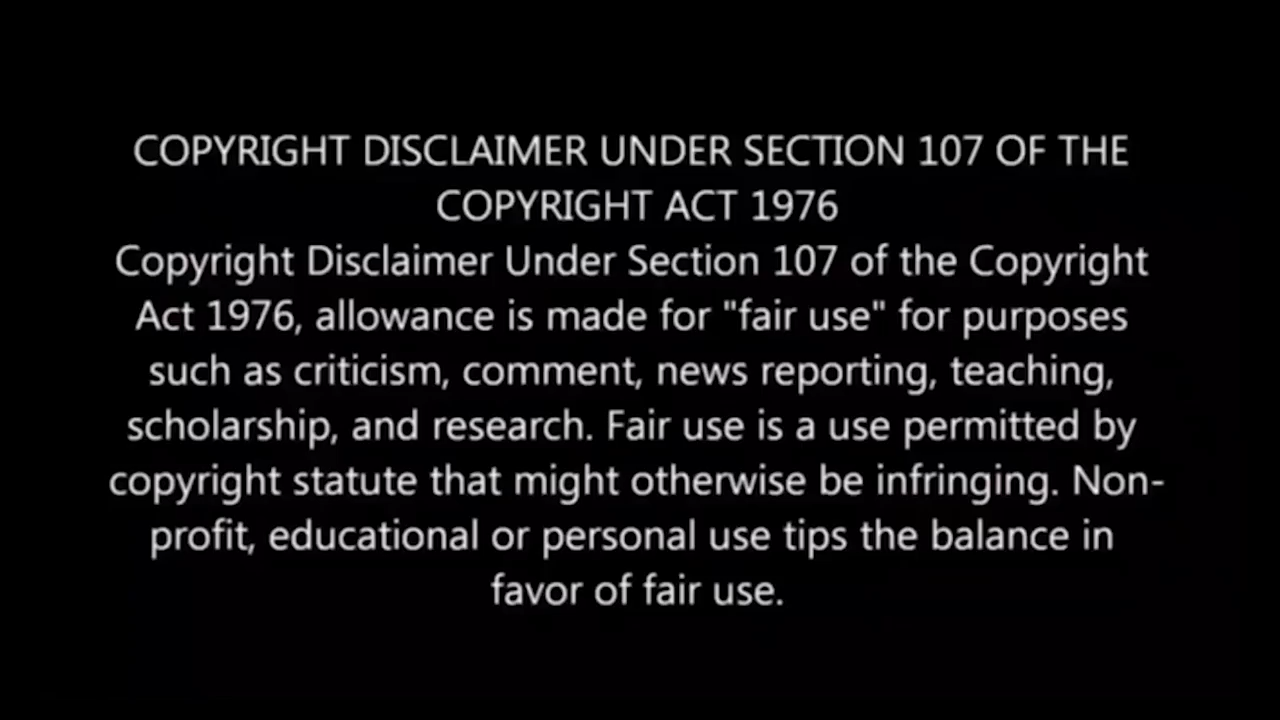 COPYRIGHT DISCLAIMER UNDER SECTION 107 OF THE
COPYRIGHT ACT 1976
Copyright Disclaimer Under Section 107 of the Copyright
Act 1976, allowance is made for "fair use" for purposes
such as criticism, comment, news reporting, teaching,
scholarship, and research. Fair use is a use permitted by
copyright statute that might otherwise be infringing. Non-
profit, educational or personal use tips the balance in
favor of fair use.